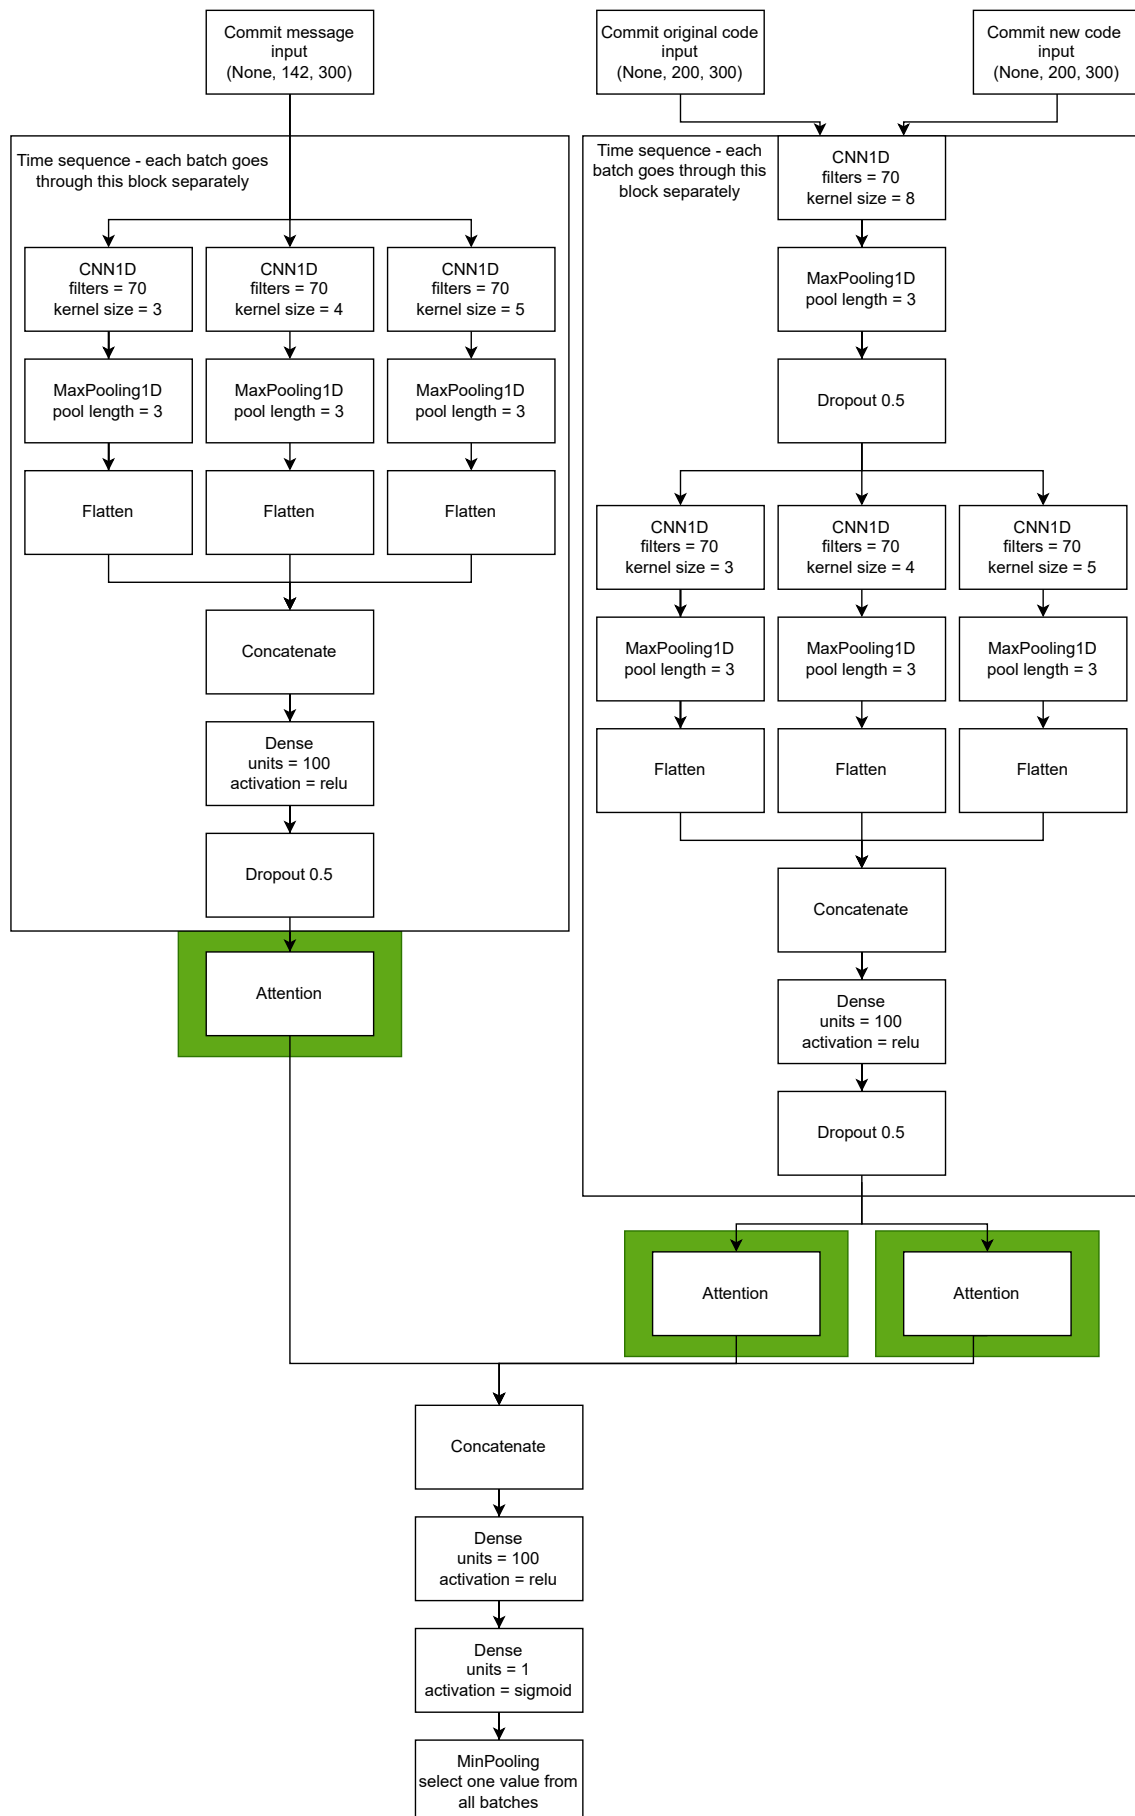 Commit message
input
(None, 142, 300)
Commit original code
input
(None, 200, 300)
Commit new code
input
(None, 200, 300)
Time sequence - each batch goes
through this block separately
CNN1D
filters = 70
kernel size = 3
CNN1D
filters = 70
kernel size = 4
CNN1D
filters = 70
kernel size = 5
MaxPooling1D
pool length = 3
MaxPooling1D
pool length = 3
MaxPooling1D
pool length = 3
Flatten
Flatten
Flatten
Concatenate
Dense
units = 100
activation = relu
Dropout 0.5
Attention
Time sequence - each
batch goes through this
block separately
CNN1D
filters = 70
kernel size = 8
MaxPooling1D
pool length = 3
Dropout 0.5
CNN1D
filters = 70
kernel size = 3
CNN1D
filters = 70
kernel size = 4
CNN1D
filters = 70
kernel size = 5
MaxPooling1D
pool length = 3
MaxPooling1D
pool length = 3
MaxPooling1D
pool length = 3
Flatten
Flatten
Flatten
Concatenate
Dense
units = 100
activation = relu
Dropout 0.5
Attention
Attention
Concatenate
Dense
units = 100
activation = relu
Dense
units = 1
activation = sigmoid
MinPooling
select one value from
all batches